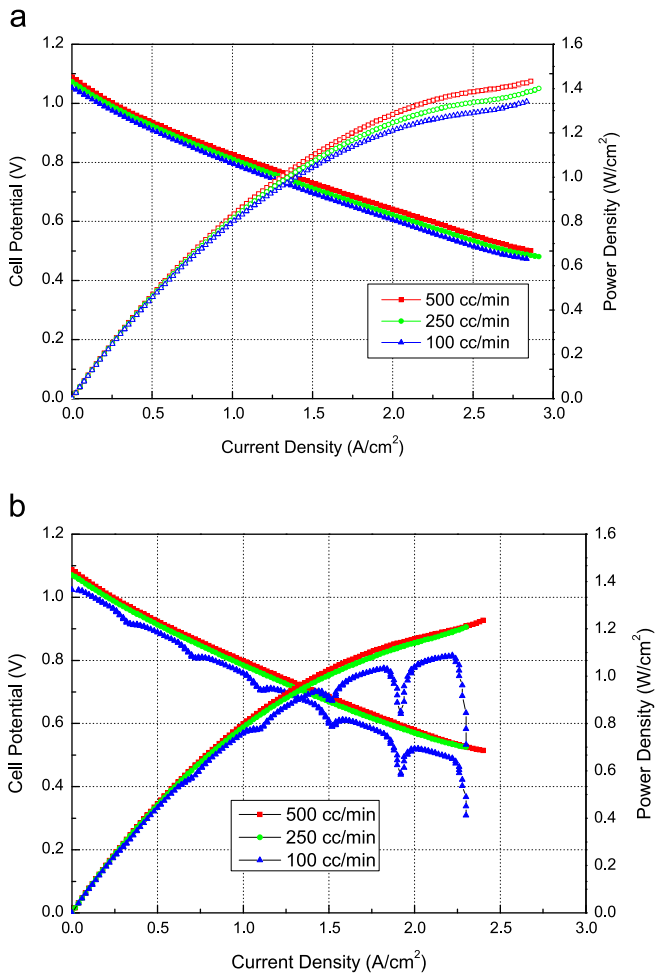 a
1.2
1.0
0.8
0.6
0.4
0.2
0.0
Cell Potential (V)
1.6
1.4
1.2
1.0
0.8
0.6
0.4
0.2
0.0
Power Density (W/cm²)
500 cc/min
250 cc/min
100 cc/min
0.0 0.5 1.0 1.5 2.0 2.5 3.0
Current Density (A/cm²)
b
1.2
1.0
0.8
0.6
0.4
0.2
0.0
Cell Potential (V)
1.6
1.4
1.2
1.0
0.8
0.6
0.4
0.2
0.0
Power Density (W/cm²)
500 cc/min
250 cc/min
100 cc/min
0.0 0.5 1.0 1.5 2.0 2.5 3.0
Current Density (A/cm²)